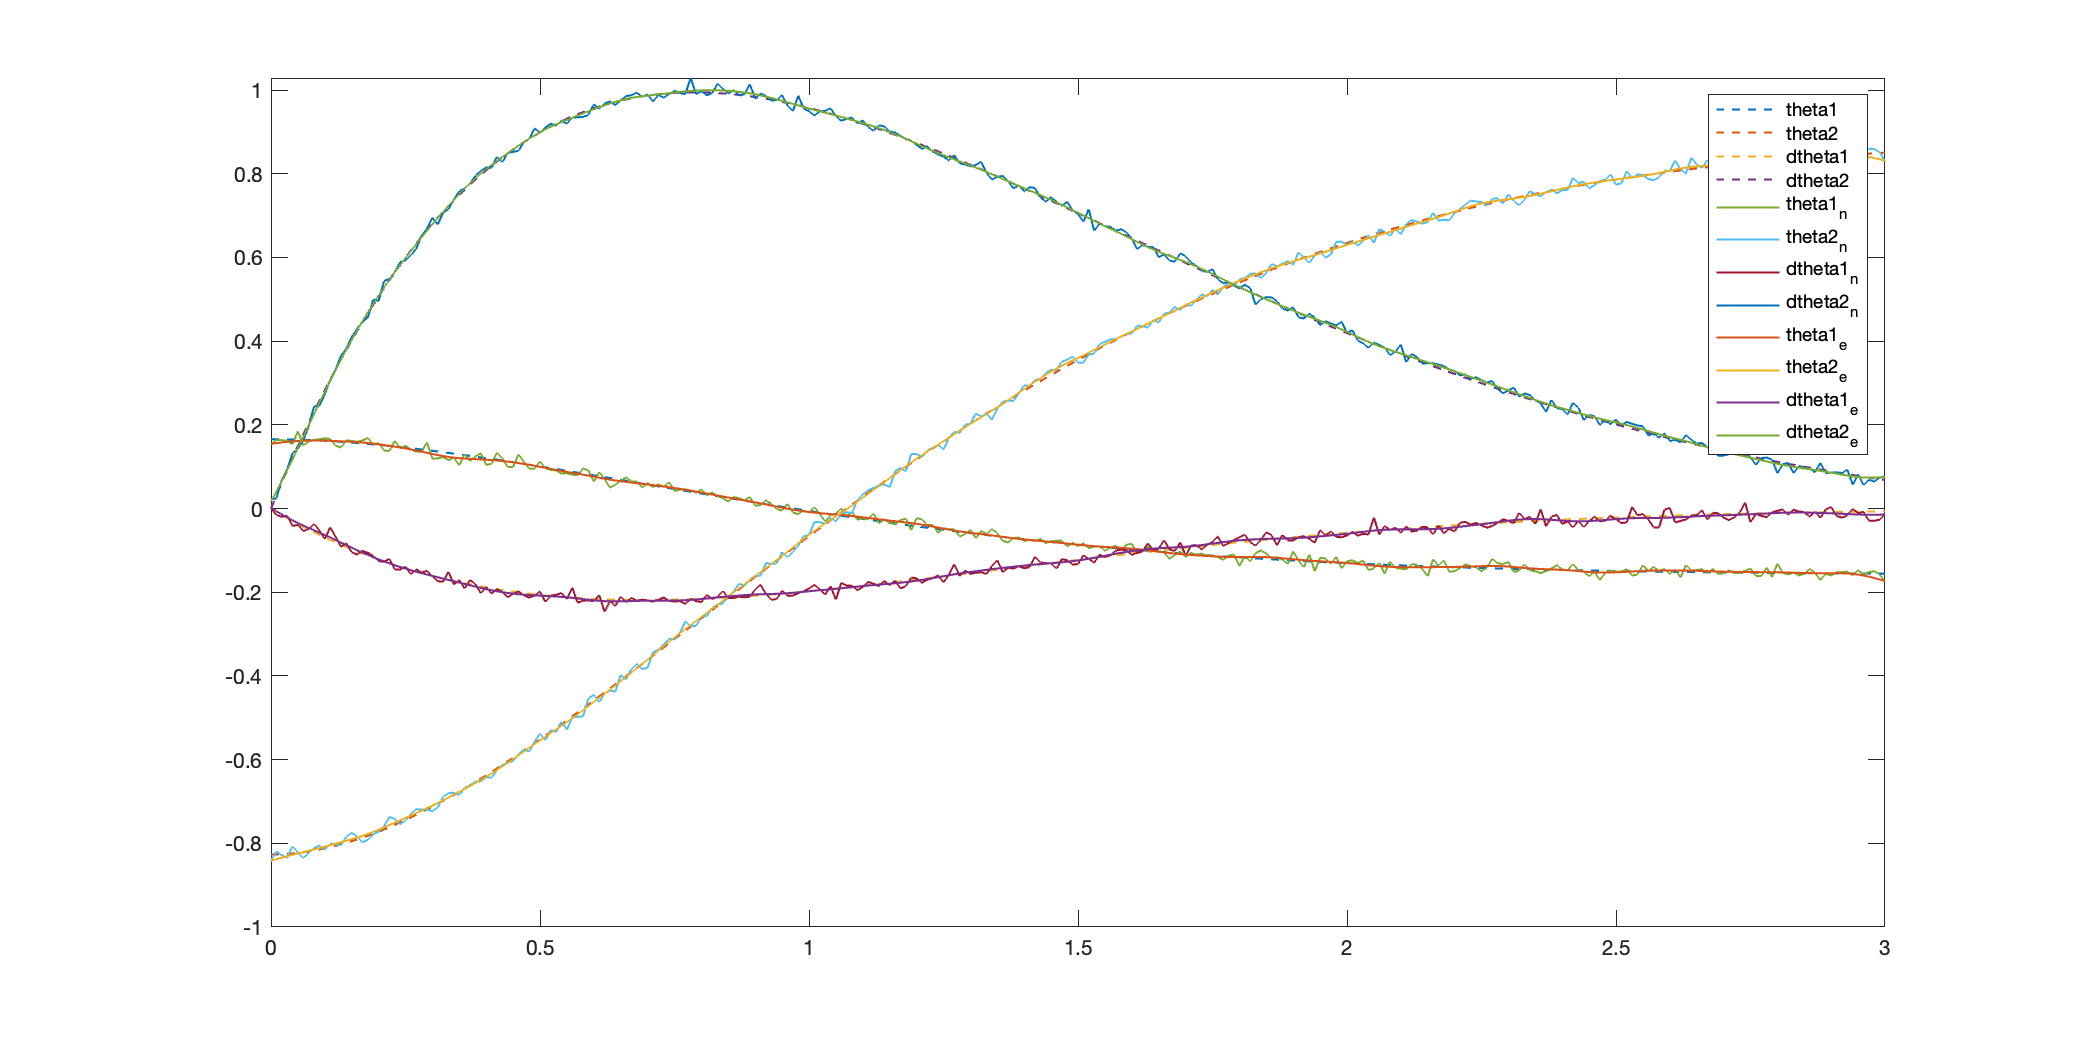 1
0.8
0.6
0.4
0.2
0
-0.2
-0.4
-0.6
-0.8
-1
0 0.5 1 1.5 2 2.5 3
theta1
theta2
dtheta1
dtheta2
theta1n
theta2n
dtheta1n
dtheta2n
theta1e
theta2e
dtheta1e
dtheta2e